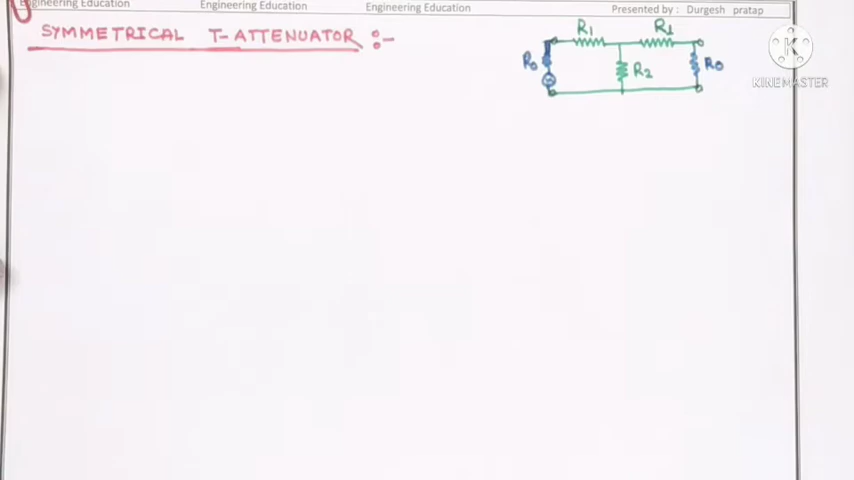 Engineering Education Engineering Education Engineering Education Presented by : Durgesh pratap
SYMMETRICAL T-ATTENUATOR :-
R1 R1
R0 R2 R0
K
KINEMASTER